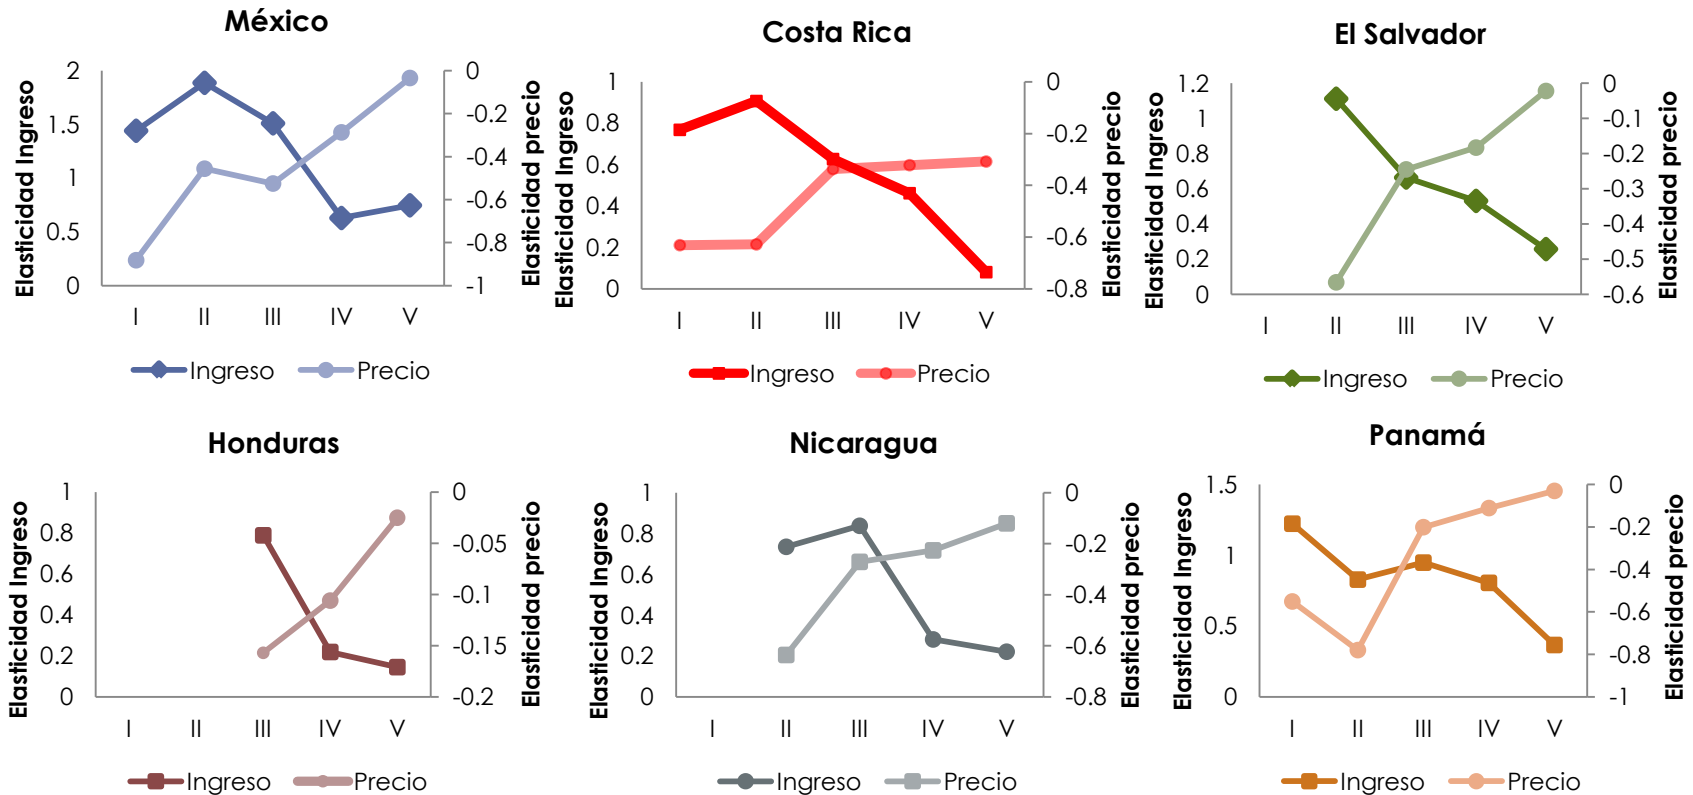 México
Elasticidad Ingreso
2
1.5
1
0.5
0
0
-0.2
-0.4
-0.6
-0.8
-1
Elasticidad precio
I II III IV V
Ingreso Precio
Costa Rica
Elasticidad Ingreso
1
0.8
0.6
0.4
0.2
0
0
-0.2
-0.4
-0.6
-0.8
Elasticidad precio
I II III IV V
Ingreso Precio
El Salvador
Elasticidad Ingreso
1.2
1
0.8
0.6
0.4
0.2
0
0
-0.1
-0.2
-0.3
-0.4
-0.5
-0.6
Elasticidad precio
I II III IV V
Ingreso Precio
Honduras
Elasticidad Ingreso
1
0.8
0.6
0.4
0.2
0
0
-0.05
-0.1
-0.15
-0.2
Elasticidad precio
I II III IV V
Ingreso Precio
Nicaragua
Elasticidad Ingreso
1
0.8
0.6
0.4
0.2
0
0
-0.2
-0.4
-0.6
-0.8
Elasticidad precio
I II III IV V
Ingreso Precio
Panamá
Elasticidad Ingreso
1.5
1
0.5
0
0
-0.2
-0.4
-0.6
-0.8
-1
Elasticidad precio
I II III IV V
Ingreso Precio